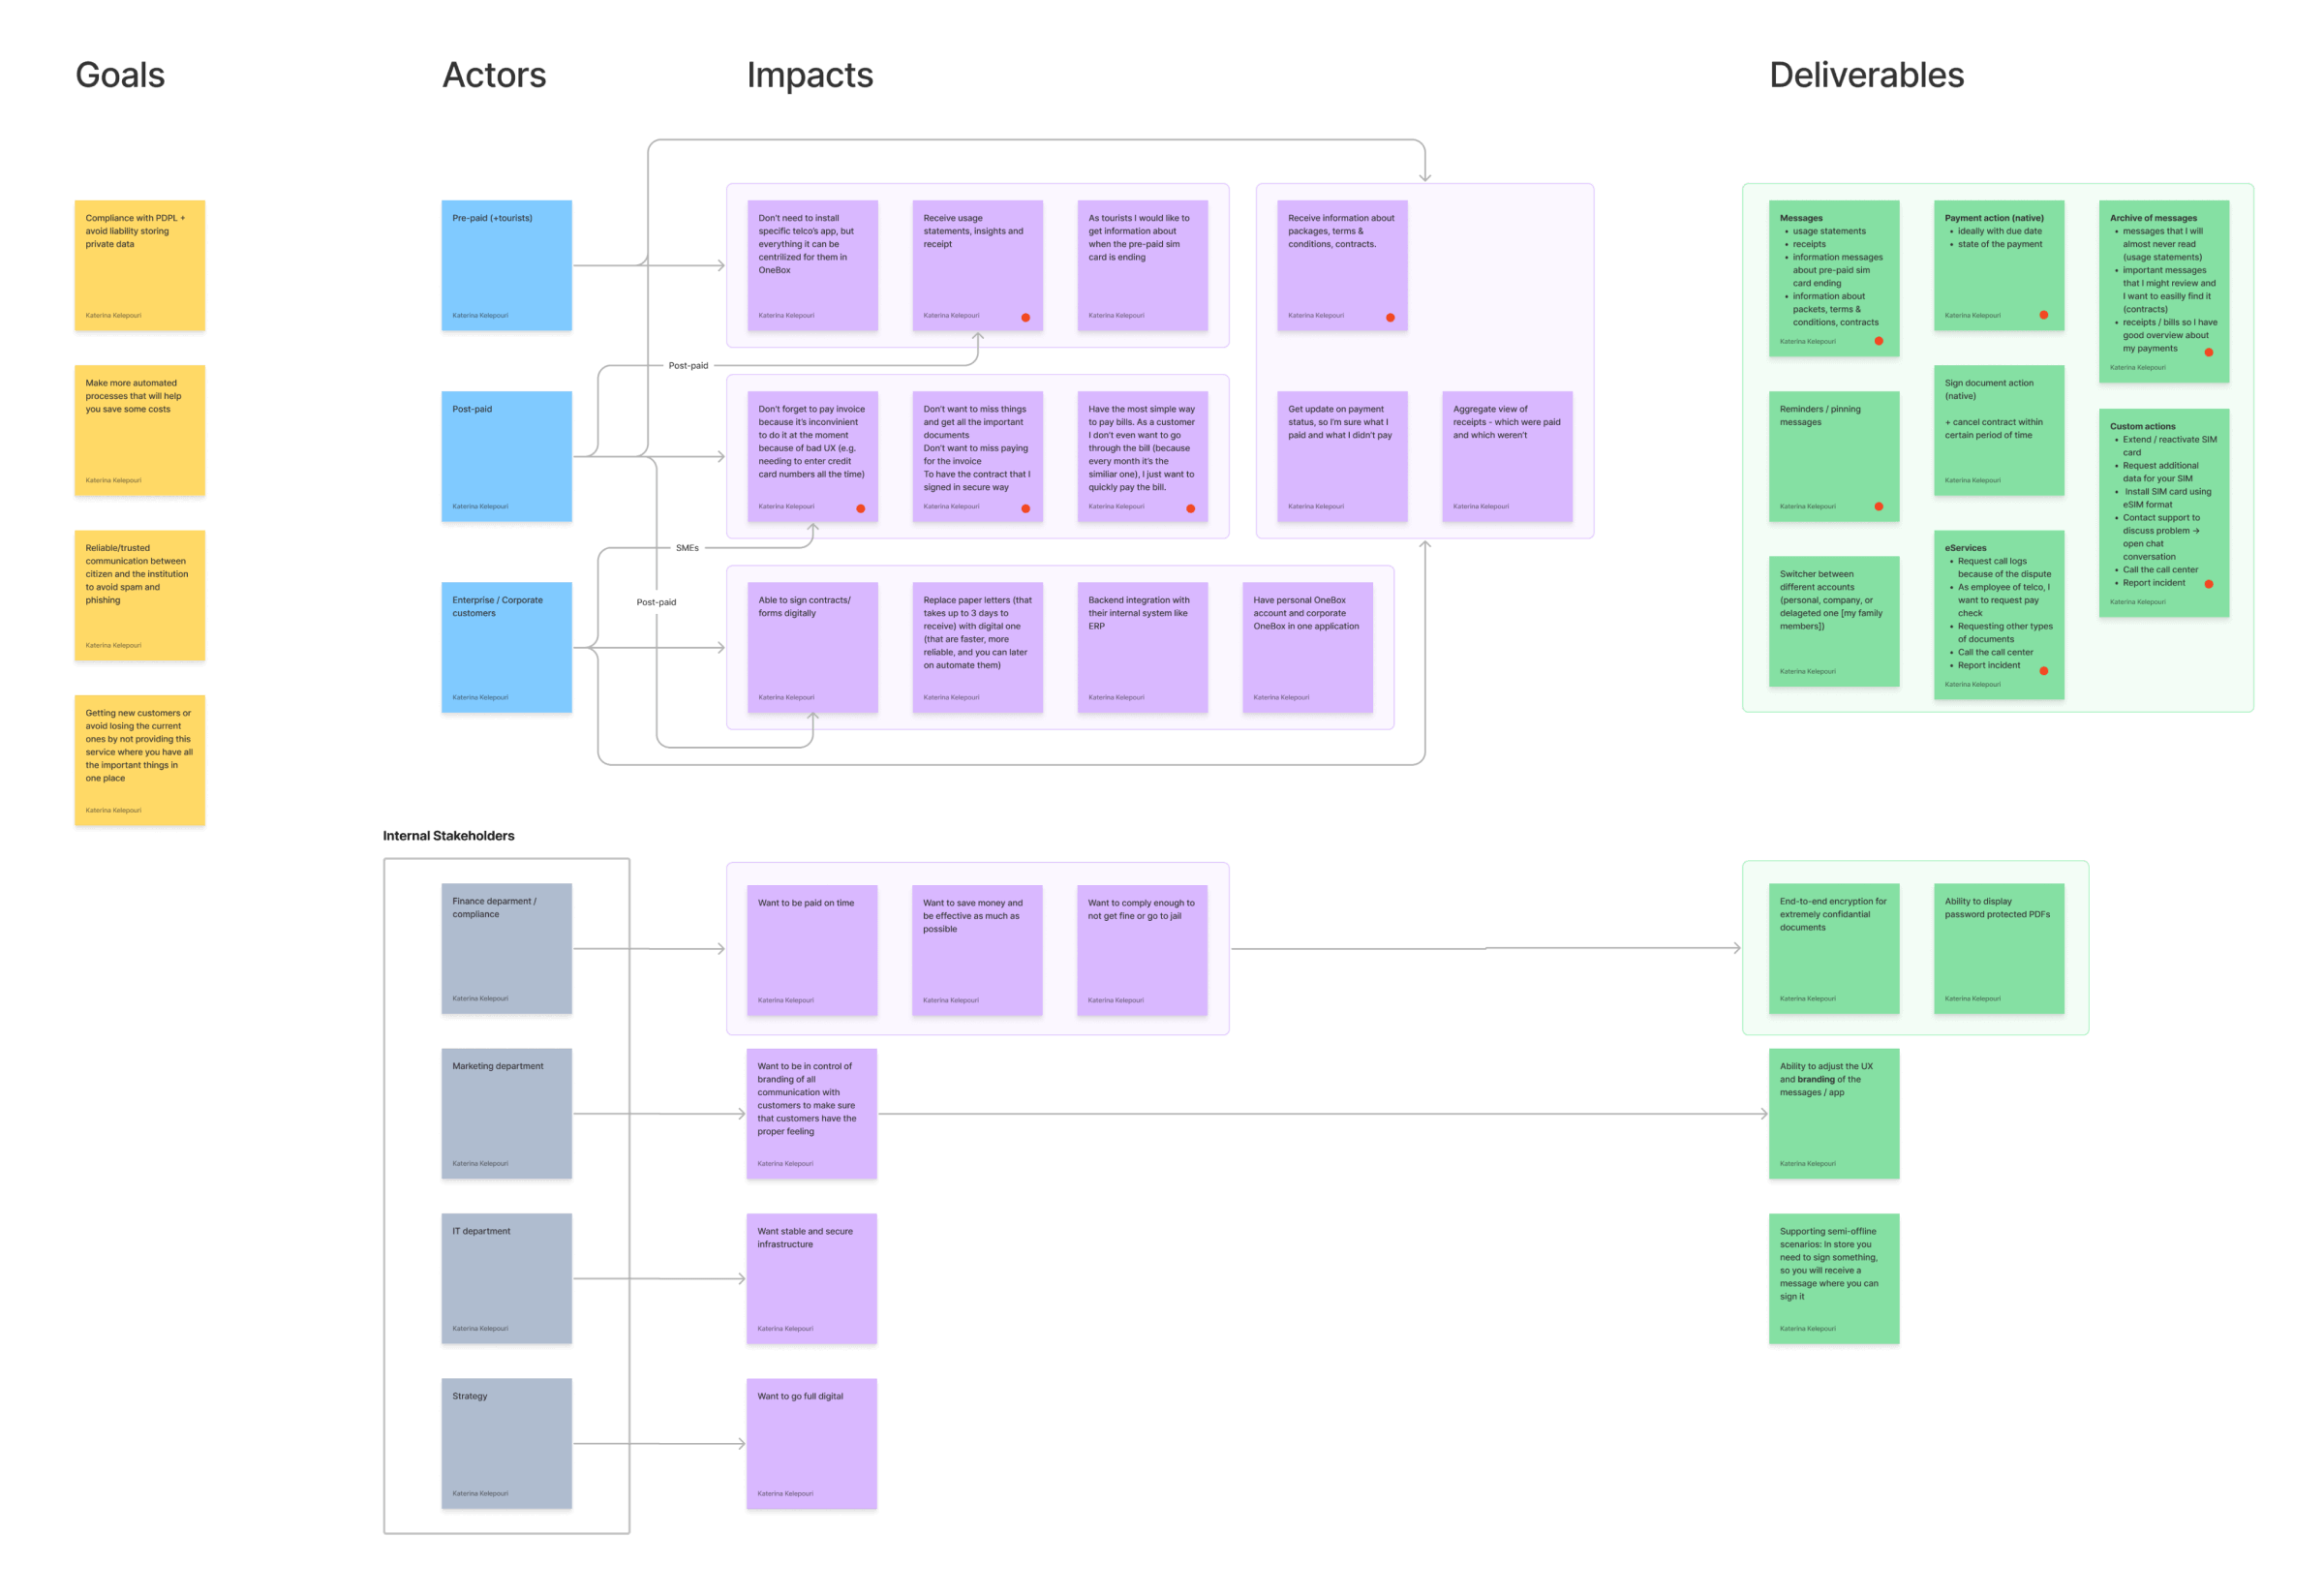 Goals
Actors
Impacts
Deliverables
Compliance with PDPL +
avoid liability storing
private data
Katerina Kelepouri
Make more automated
processes that will help
you save some costs
Katerina Kelepouri
Reliable/trusted
communication between
citizen and the institution
to avoid spam and
phishing
Katerina Kelepouri
Getting new customers or
avoid losing the current
ones by not providing this
service where you have all
the important things in
one place
Katerina Kelepouri
Pre-paid (+tourists)
Katerina Kelepouri
Don't need to install
specific telco's app, but
everything it can be
centrilized for them in
OneBox
Katerina Kelepouri
Receive usage
statements, insights and
receipt
Katerina Kelepouri
As tourists I would like to
get information about
when the pre-paid sim
card is ending
Katerina Kelepouri
Receive information about
packages, terms &
conditions, contracts.
Katerina Kelepouri
Post-paid
Post-paid
Katerina Kelepouri
Don't forget to pay invoice
because it's inconvinient
to do it at the moment
because of bad UX (e.g.
needing to enter credit
card numbers all the time)
Katerina Kelepouri
Don't want to miss things
and get all the important
documents
Don't want to miss paying
for the invoice
To have the contract that I
signed in secure way
Katerina Kelepouri
Have the most simple way
to pay bills. As a customer
I don't even want to go
through the bill (because
every month it's the
similiar one), I just want to
quickly pay the bill.
Katerina Kelepouri
Get update on payment
status, so I'm sure what I
paid and what I didn't pay
Katerina Kelepouri
Aggregate view of
receipts - which were paid
and which weren't
Katerina Kelepouri
SMEs
Post-paid
Enterprise / Corporate
customers
Katerina Kelepouri
Able to sign contracts/
forms digitally
Katerina Kelepouri
Replace paper letters (that
takes up to 3 days to
receive) with digital one
(that are faster, more
reliable, and you can later
on automate them)
Katerina Kelepouri
Backend integration with
their internal system like
ERP
Katerina Kelepouri
Have personal OneBox
account and corporate
OneBox in one application
Katerina Kelepouri
Messages
• usage statements
• receipts
• information messages
about pre-paid sim
card ending
• information about
packets, terms &
conditions, contracts
Katerina Kelepouri
Payment action (native)
• ideally with due date
• state of the payment
Katerina Kelepouri
Archive of messages
• messages that I will
almost never read
(usage statements)
• important messages
that I might review and
I want to easilly find it
(contracts)
• receipts / bills so I have
good overview about
my payments
Katerina Kelepouri
Reminders / pinning
messages
Katerina Kelepouri
Sign document action
(native)
+ cancel contract within
certain period of time
Katerina Kelepouri
Custom actions
• Extend / reactivate SIM
card
• Request additional
data for your SIM
• Install SIM card using
eSIM format
• Contact support to
discuss problem →
open chat
conversation
• Call the call center
• Report incident
Katerina Kelepouri
Switcher between
different accounts
(personal, company, or
delageted one [my family
members])
Katerina Kelepouri
eServices
• Request call logs
because of the dispute
• As employee of telco, I
want to request pay
check
• Requesting other types
of documents
• Call the call center
• Report incident
Katerina Kelepouri
Internal Stakeholders
Finance deparment /
compliance
Katerina Kelepouri
Want to be paid on time
Katerina Kelepouri
Want to save money and
be effective as much as
possible
Katerina Kelepouri
Want to comply enough to
not get fine or go to jail
Katerina Kelepouri
End-to-end encryption for
extremely confidantial
documents
Katerina Kelepouri
Ability to display
password protected PDFs
Katerina Kelepouri
Marketing department
Katerina Kelepouri
Want to be in control of
branding of all
communication with
customers to make sure
that customers have the
proper feeling
Katerina Kelepouri
Ability to adjust the UX
and branding of the
messages / app
Katerina Kelepouri
IT department
Katerina Kelepouri
Want stable and secure
infrastructure
Katerina Kelepouri
Supporting semi-offline
scenarios: In store you
need to sign something,
so you will receive a
message where you can
sign it
Katerina Kelepouri
Strategy
Katerina Kelepouri
Want to go full digital
Katerina Kelepouri